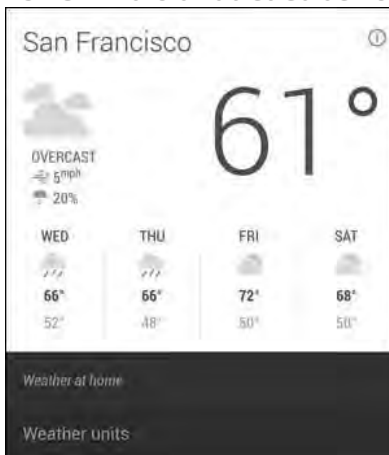 San Francisco
61°
OVERCAST
5mph
20%
WED THU FRI SAT
66° 66° 72° 68°
52° 48° 50° 50°
Weather at home
Weather units